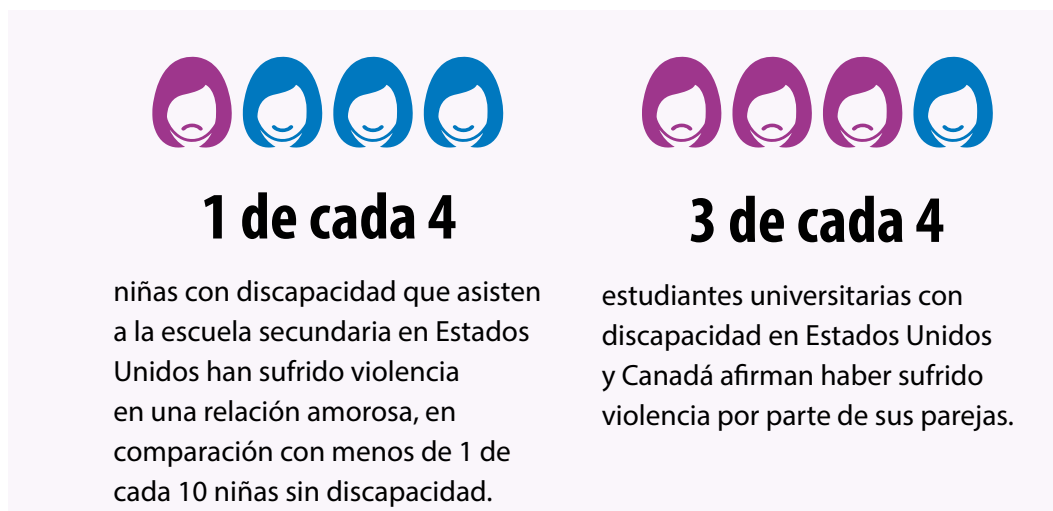 1 de cada 4
niñas con discapacidad que asisten
a la escuela secundaria en Estados
Unidos han sufrido violencia
en una relación amorosa, en
comparación con menos de 1 de
cada 10 niñas sin discapacidad.
3 de cada 4
estudiantes universitarias con
discapacidad en Estados Unidos
y Canadá afirman haber sufrido
violencia por parte de sus parejas.